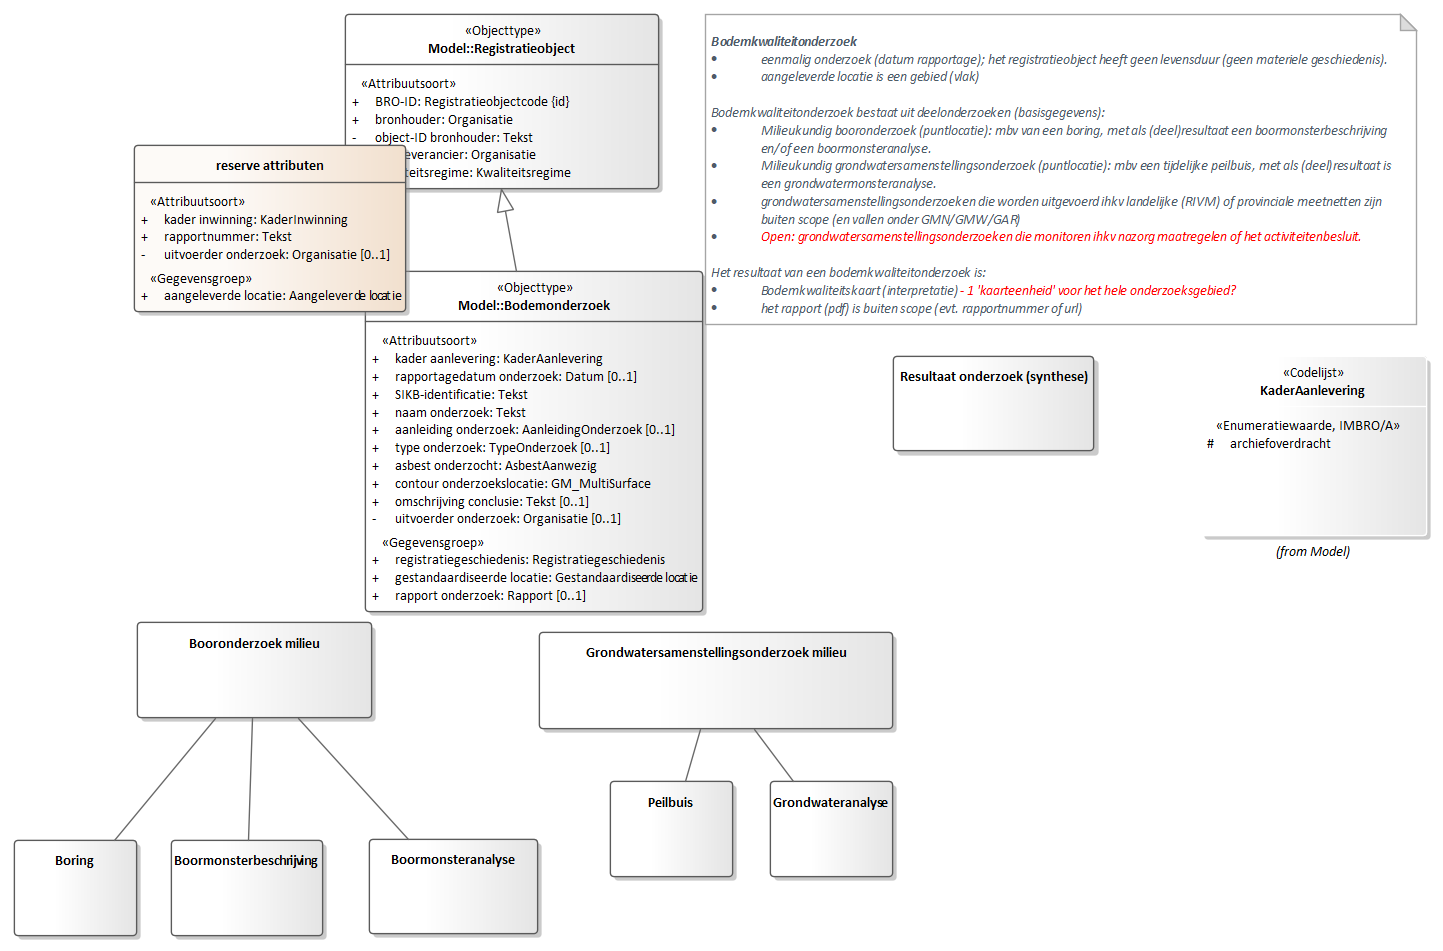 «Objecttype»
Model::Registratieobject
«Attribuutsoort»
+ BRO-ID: Registratieobjectcode {id}
+ bronhouder: Organisatie
- object-ID bronhouder: Tekst
everancier: Organisatie
teitsregime: Kwaliteitsregime
reserve attributen
«Attribuutsoort»
+ kader inwinning: KaderInwinning
+ rapportnummer: Tekst
- uitvoerder onderzoek: Organisatie [0..1]
«Gegevensgroep»
+ aangeleverde locatie: Aangeleverde locatie
«Objecttype»
Model::Bodemonderzoek
«Attribuutsoort»
+ kader aanlevering: KaderAanlevering
+ rapportagedatum onderzoek: Datum [0..1]
+ SIKB-identificatie: Tekst
+ naam onderzoek: Tekst
+ aanleiding onderzoek: AanleidingOnderzoek [0..1]
+ type onderzoek: TypeOnderzoek [0..1]
+ asbest onderzocht: AsbestAanwezig
+ contour onderzoekslocatie: GM_MultiSurface
+ omschrijving conclusie: Tekst [0..1]
- uitvoerder onderzoek: Organisatie [0..1]
«Gegevensgroep»
+ registratiegeschiedenis: Registratiegeschiedenis
+ gestandaardiseerde locatie: Gestandaardiseerde locatie
+ rapport onderzoek: Rapport [0..1]
Bodemkwaliteitonderzoek
• eenmalig onderzoek (datum rapportage); het registratieobject heeft geen levensduur (geen materiele geschiedenis).
• aangeleverde locatie is een gebied (vlak)
Bodemkwaliteitonderzoek bestaat uit deelonderzoeken (basisgegevens):
• Milieukundig booronderzoek (puntlocatie): mbv van een boring, met als (deel)resultaat een boormonsterbeschrijving
en/of een boormonsteranalyse.
• Milieukundig grondwatersamenstellingsonderzoek (puntlocatie): mbv een tijdelijke peilbuis, met als (deel)resultaat is
een grondwatermonsteranalyse.
• grondwatersamenstellingsonderzoeken die worden uitgevoerd ihkv landelijke (RIVM) of provinciale meetnetten zijn
buiten scope (en vallen onder GMN/GMW/GAR)
• Open: grondwatersamenstellingsonderzoeken die monitoren ihkv nazorg maatregelen of het activiteitenbesluit.
Het resultaat van een bodemkwaliteitonderzoek is:
• Bodemkwaliteitskaart (interpretatie) - 1 'kaarteenheid' voor het hele onderzoeksgebied?
• het rapport (pdf) is buiten scope (evt. rapportnummer of url)
Resultaat onderzoek (synthese)
«Codelijst»
KaderAanlevering
«Enumeratiewaarde, IMBRO/A»
# archiefoverdracht
(from Model)
Booronderzoek milieu
Grondwatersamenstellingsonderzoek milieu
Peilbuis
Grondwateranalyse
Boring
Boormonsterbeschrijving
Boormonsteranalyse